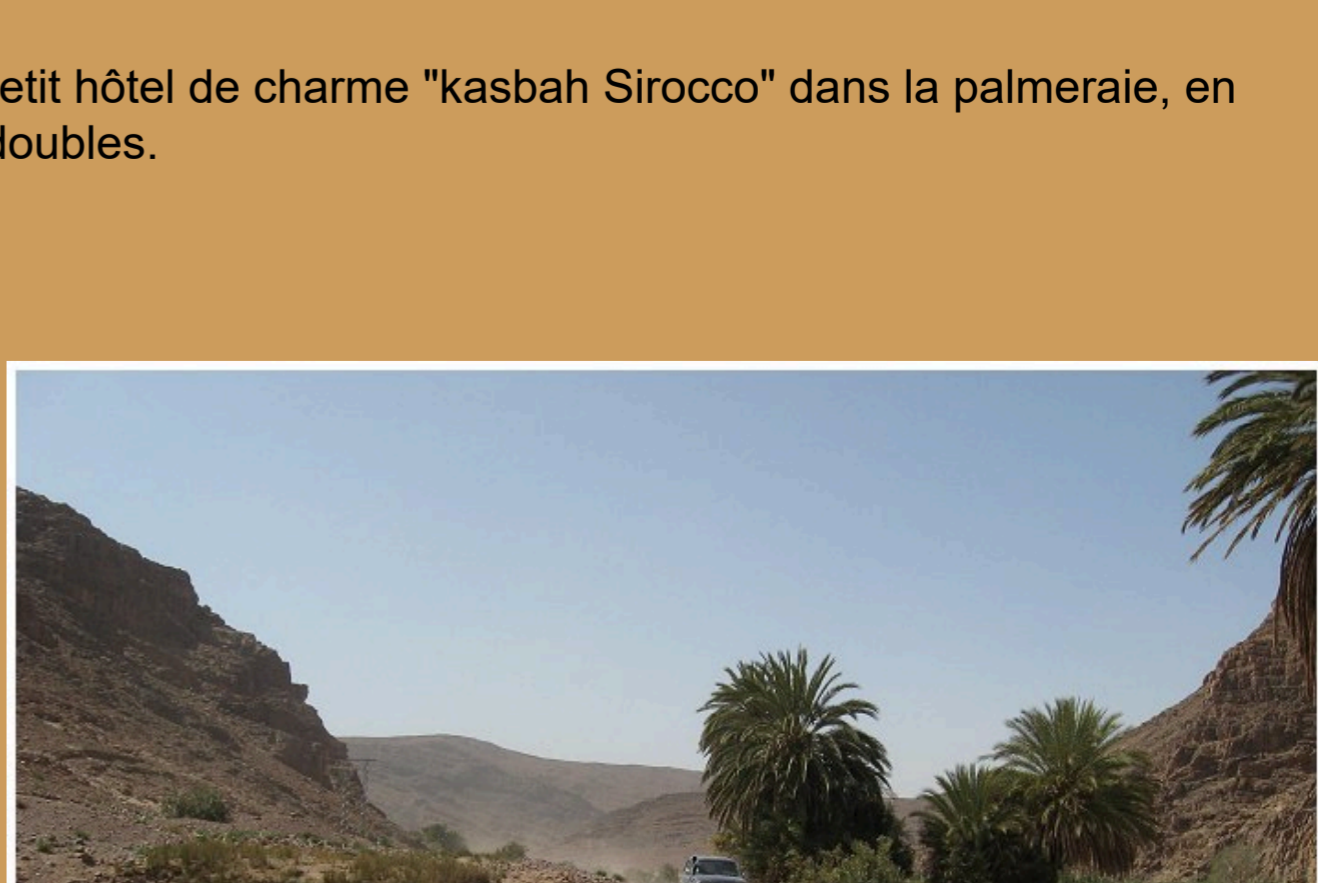 etit hôtel de charme "kasbah Sirocco" dans la palmeraie, en
doubles.